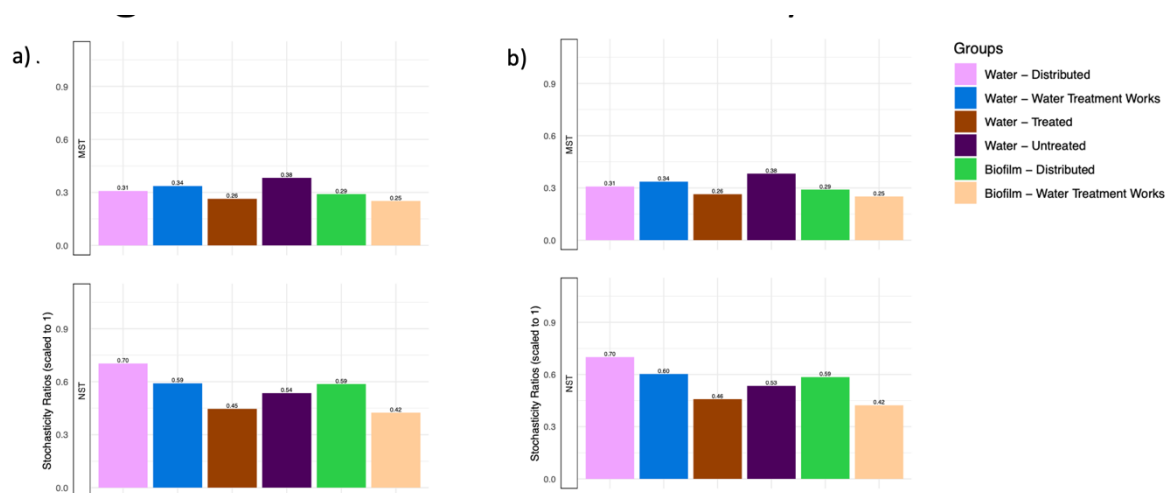 a) .
MST
0.9
0.6
0.3
0.0
0.31
0.34
0.26
0.38
0.29
0.25
Stochasticity Ratios (scaled to 1)
NST
0.9
0.6
0.3
0.0
0.70
0.59
0.45
0.54
0.59
0.42
b)
MST
0.9
0.6
0.3
0.0
0.31
0.34
0.26
0.38
0.29
0.25
Stochasticity Ratios (scaled to 1)
NST
0.9
0.6
0.3
0.0
0.70
0.60
0.46
0.53
0.59
0.42
Groups
Water – Distributed
Water – Water Treatment Works
Water – Treated
Water – Untreated
Biofilm – Distributed
Biofilm – Water Treatment Works